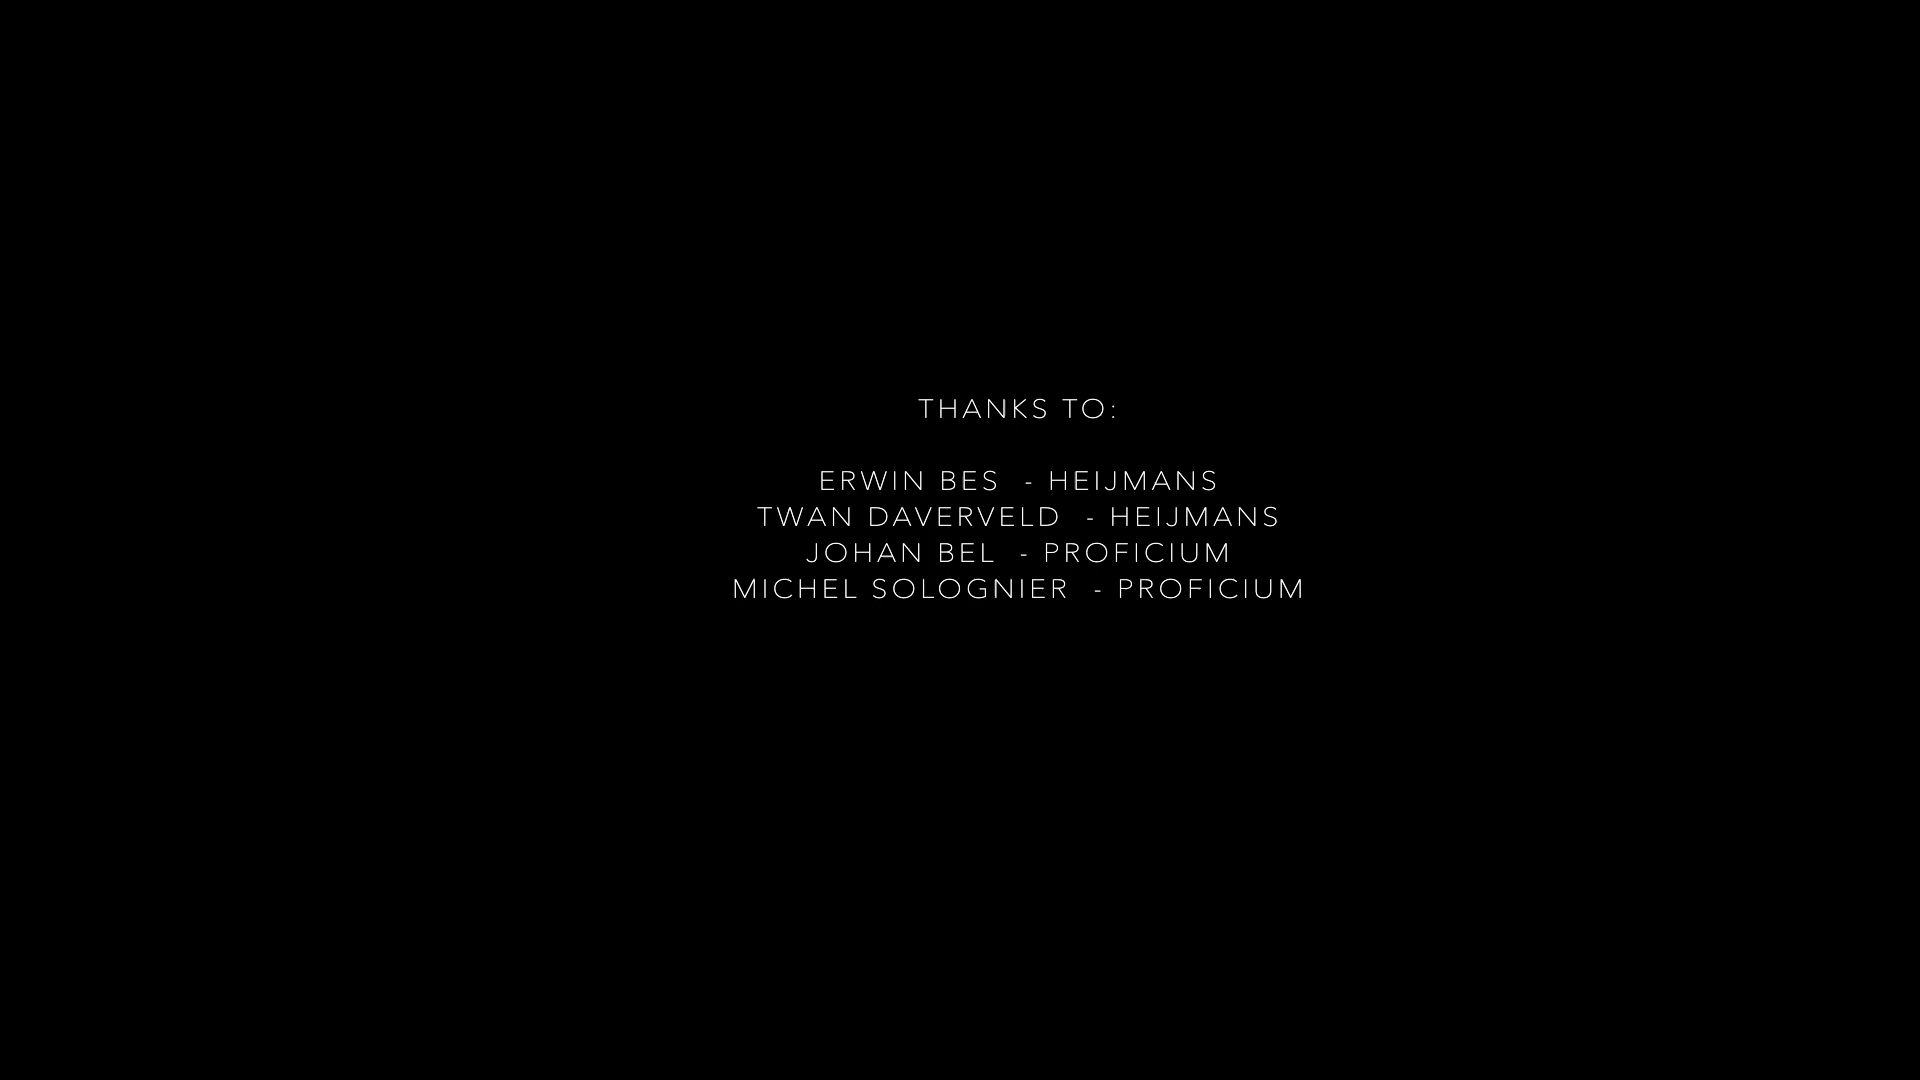 THANKS TO:
ERWIN BES  - HEIJMANS
TWAN DAVERVELD  - HEIJMANS
JOHAN BEL  - PROFICIUM
MICHEL SOLOGNIER  - PROFICIUM